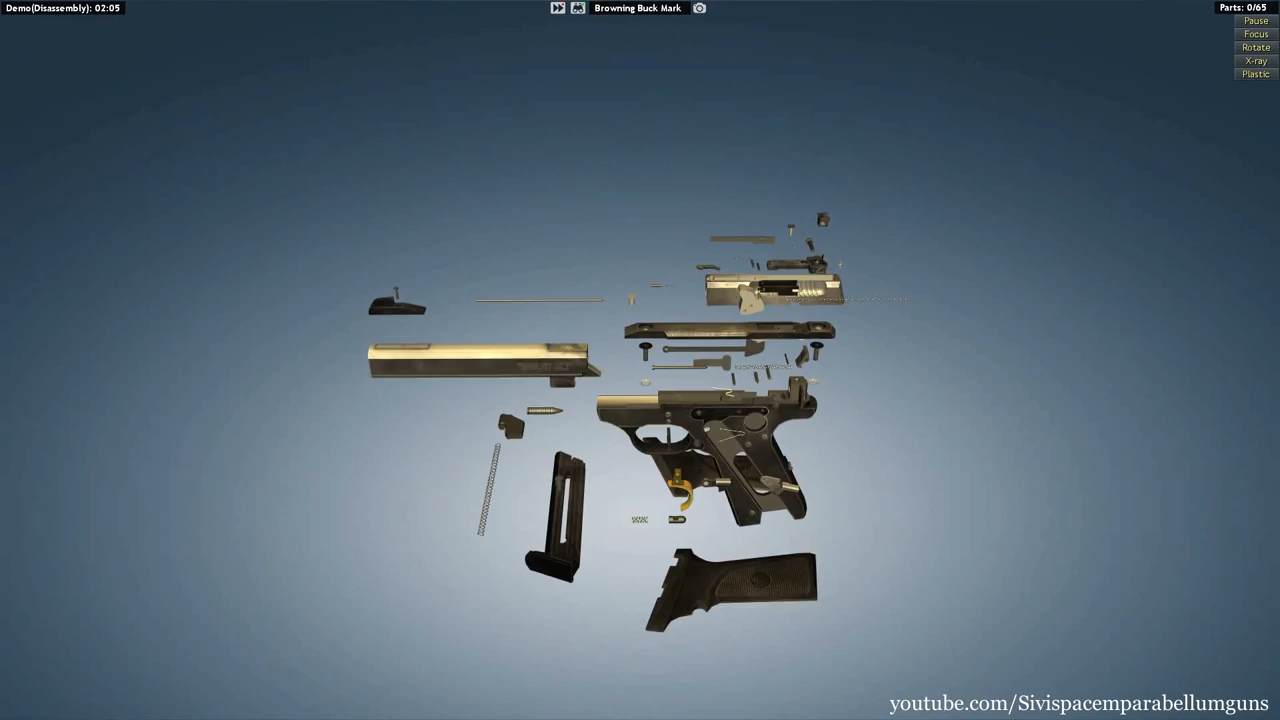 Demo(Disassembly): 02:05
Browning Buck Mark
Parts: 0/65
Pause
Focus
Rotate
X-ray
Plastic
youtube.com/Sivispacemparabellumguns